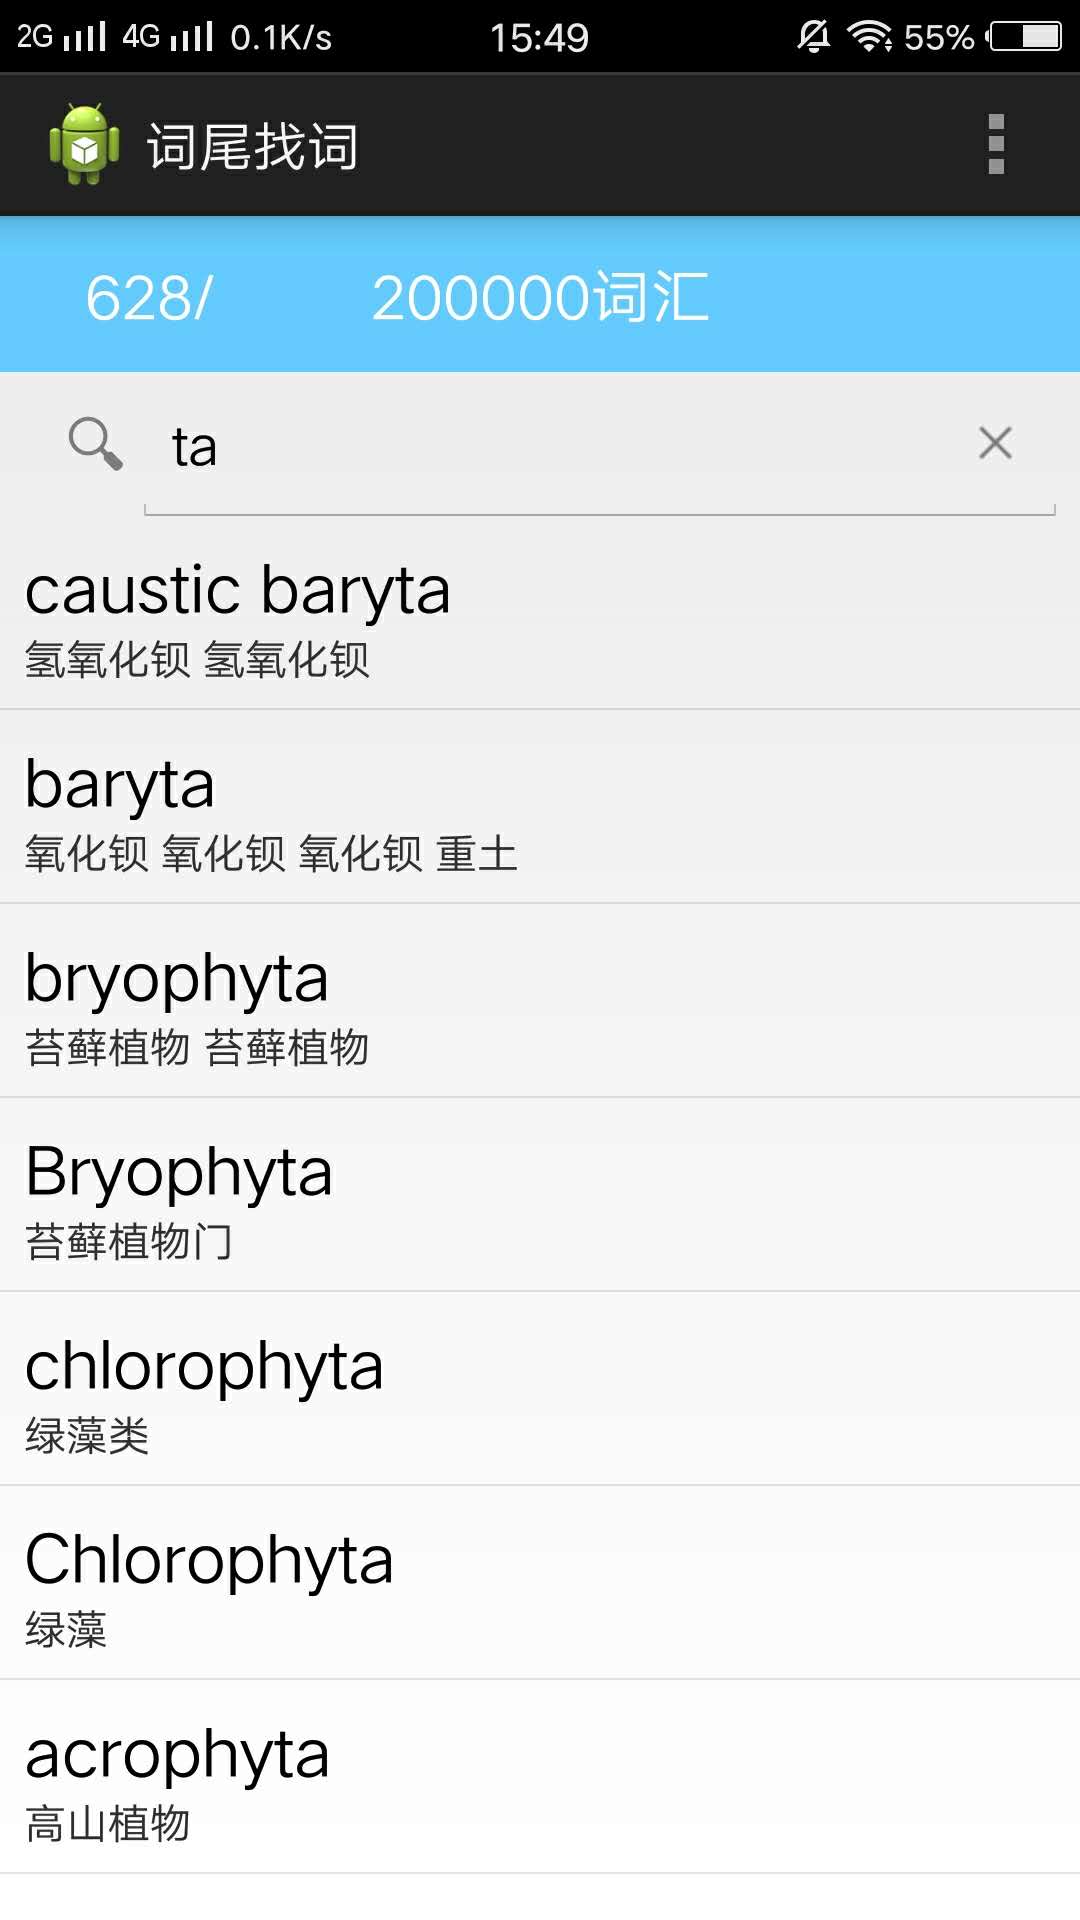 2G 4G 0.1K/s 15:49 55%
词尾找词
628/ 200000词汇
ta
caustic baryta
氢氧化钡 氢氧化钡
baryta
氧化钡 氧化钡 氧化钡 重土
bryophyta
苔藓植物 苔藓植物
Bryophyta
苔藓植物门
chlorophyta
绿藻类
Chlorophyta
绿藻
acrophyta
高山植物